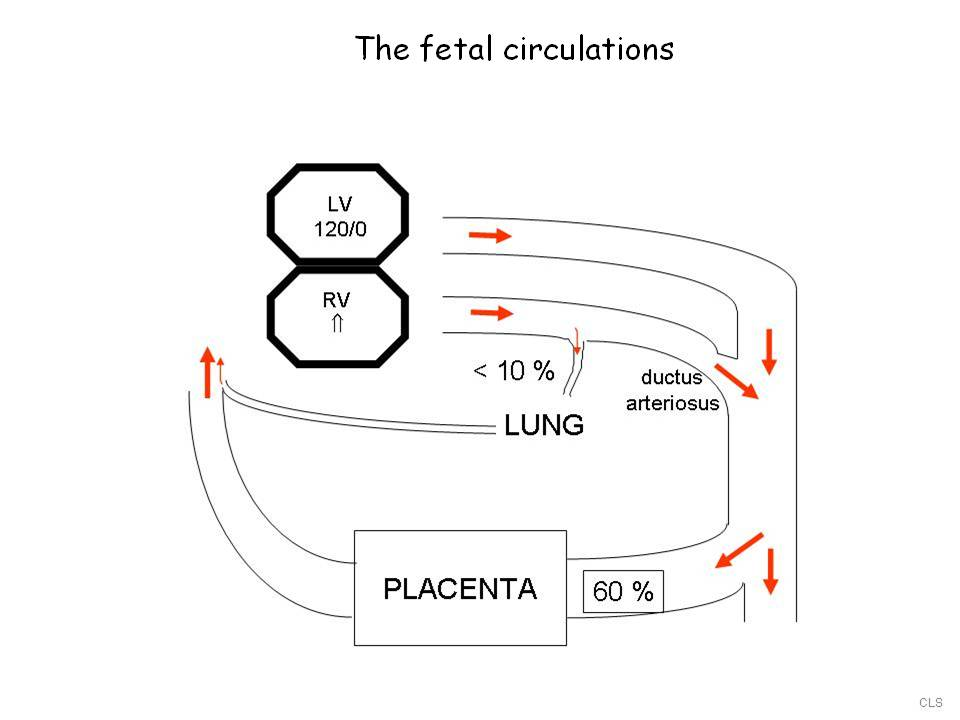 The fetal circulations
LV
120/0
RV
⇑
< 10 %
ductus
arteriosus
LUNG
PLACENTA
60 %
CLS